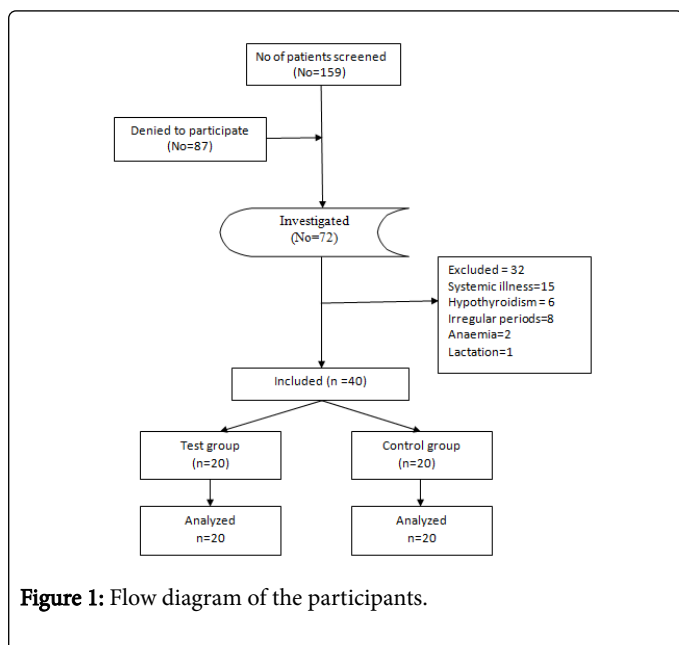 No of patients screened
(No=159)
Denied to participate
(No=87)
Investigated
(No=72)
Excluded = 32
Systemic illness=15
Hypothyroidism = 6
Irregular periods=8
Anaemia=2
Lactation=1
Included (n =40)
Test group
(n=20)
Control group
(n=20)
Analyzed
n=20
Analyzed
n=20
Figure 1: Flow diagram of the participants.